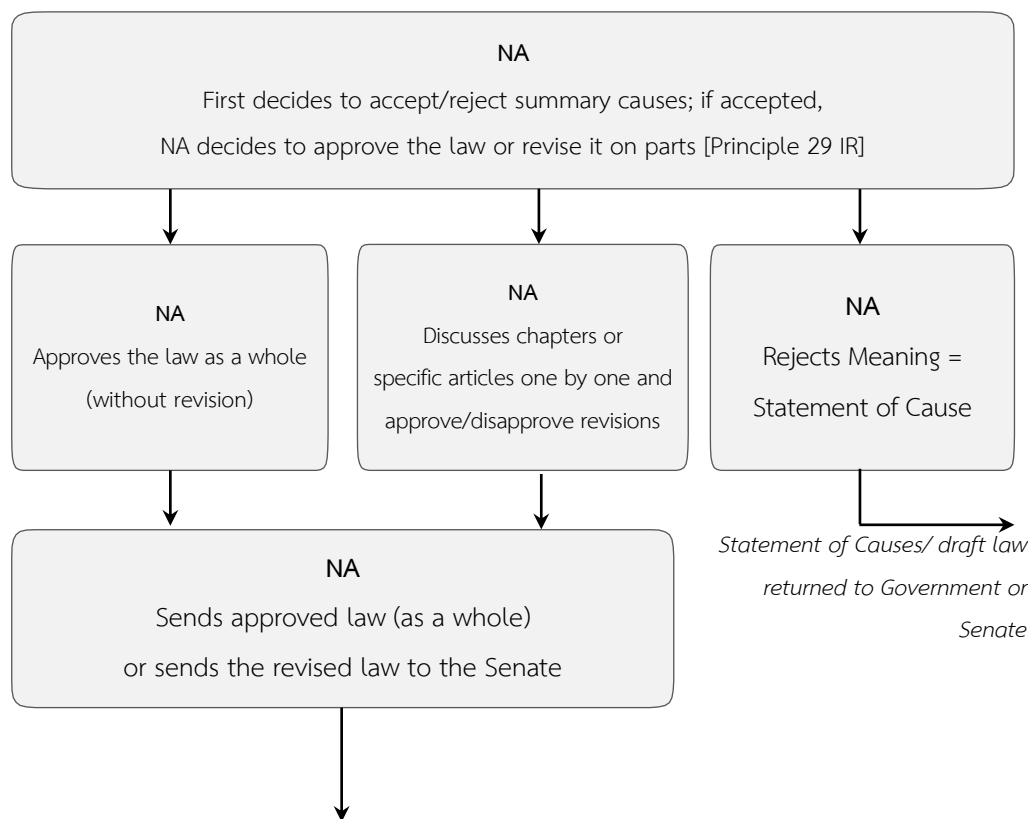 NA
First decides to accept/reject summary causes; if accepted,
NA decides to approve the law or revise it on parts [Principle 29 IR]
NA
Approves the law as a whole
(without revision)
NA
Discusses chapters or
specific articles one by one and
approve/disapprove revisions
NA
Rejects Meaning =
Statement of Cause
NA
Sends approved law (as a whole)
or sends the revised law to the Senate
Statement of Causes/ draft law
returned to Government or
Senate